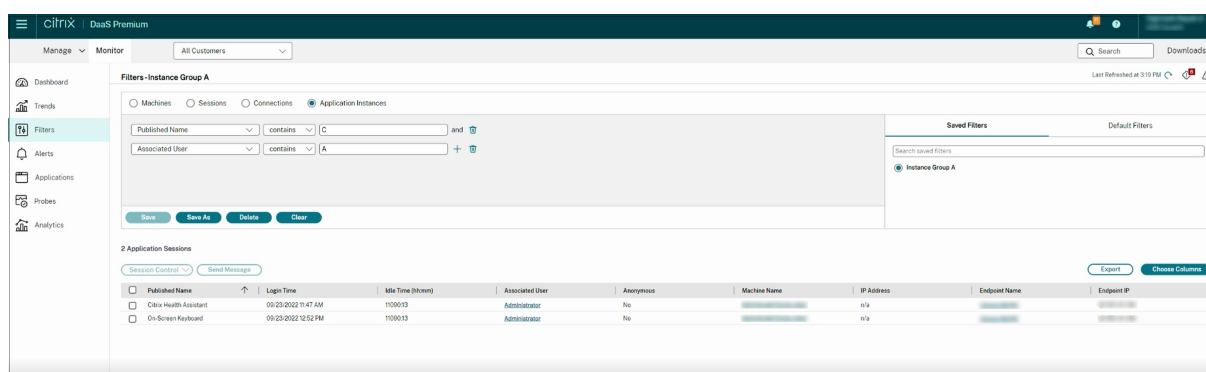 citrix | DaaS Premium
Manage Monitor All Customers Search Downloads
Dashboard
Trends
Filters
Alerts
Applications
Probes
Analytics
Filters - Instance Group A Last Refreshed at 3:19 PM 6
Machines Sessions Connections Application Instances
Published Name contains C and
Associated User contains A
Save Save As Delete Clear
Saved Filters Default Filters
Search saved filters
Instance Group A
2 Application Sessions
Session Control Send Message Export Choose Columns
Published Name Login Time Idle Time (hh:mm) Associated User Anonymous Machine Name IP Address Endpoint Name Endpoint IP
Citrix Health Assistant 09/23/2022 11:47 AM 11090:13 Administrator No n/a
On-Screen Keyboard 09/23/2022 12:52 PM 11090:13 Administrator No n/a